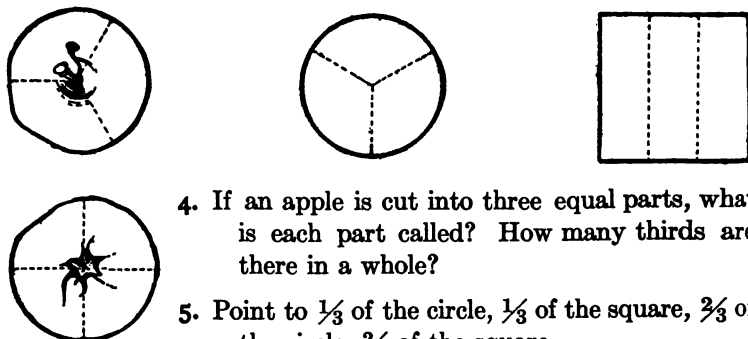 4. If an apple is cut into three equal parts, what
is each part called? How many thirds are
there in a whole?
5. Point to ⅓ of the circle, ⅓ of the square, ⅔ of